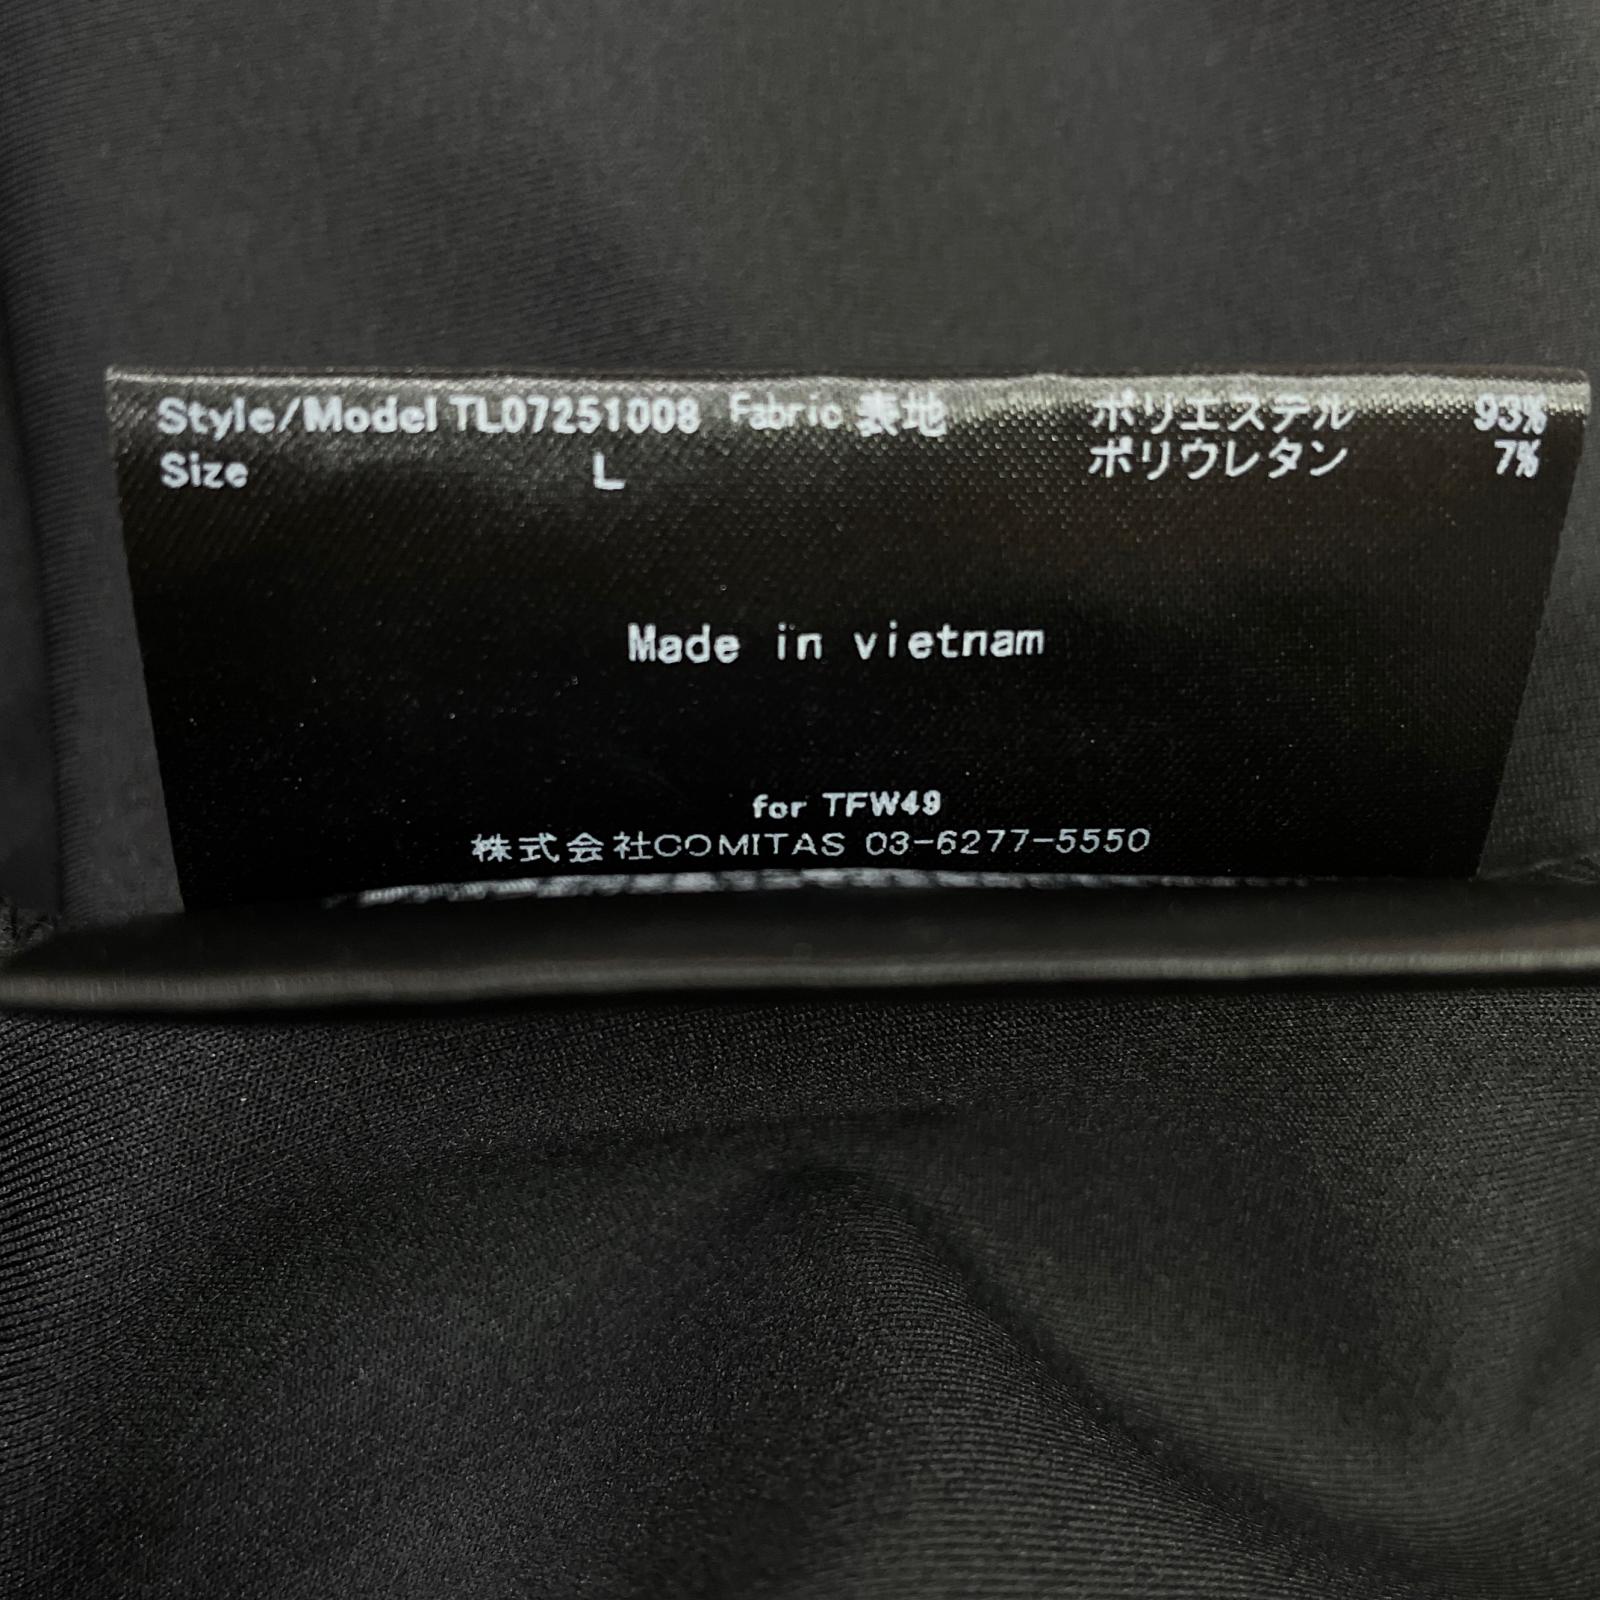 Style/Model TL07251008 Fabric 表地 ポリエステル 93%
Size L ポリウレタン 7%
Made in vietnam
for TFW49
株式会社COMITAS 03-6277-5550